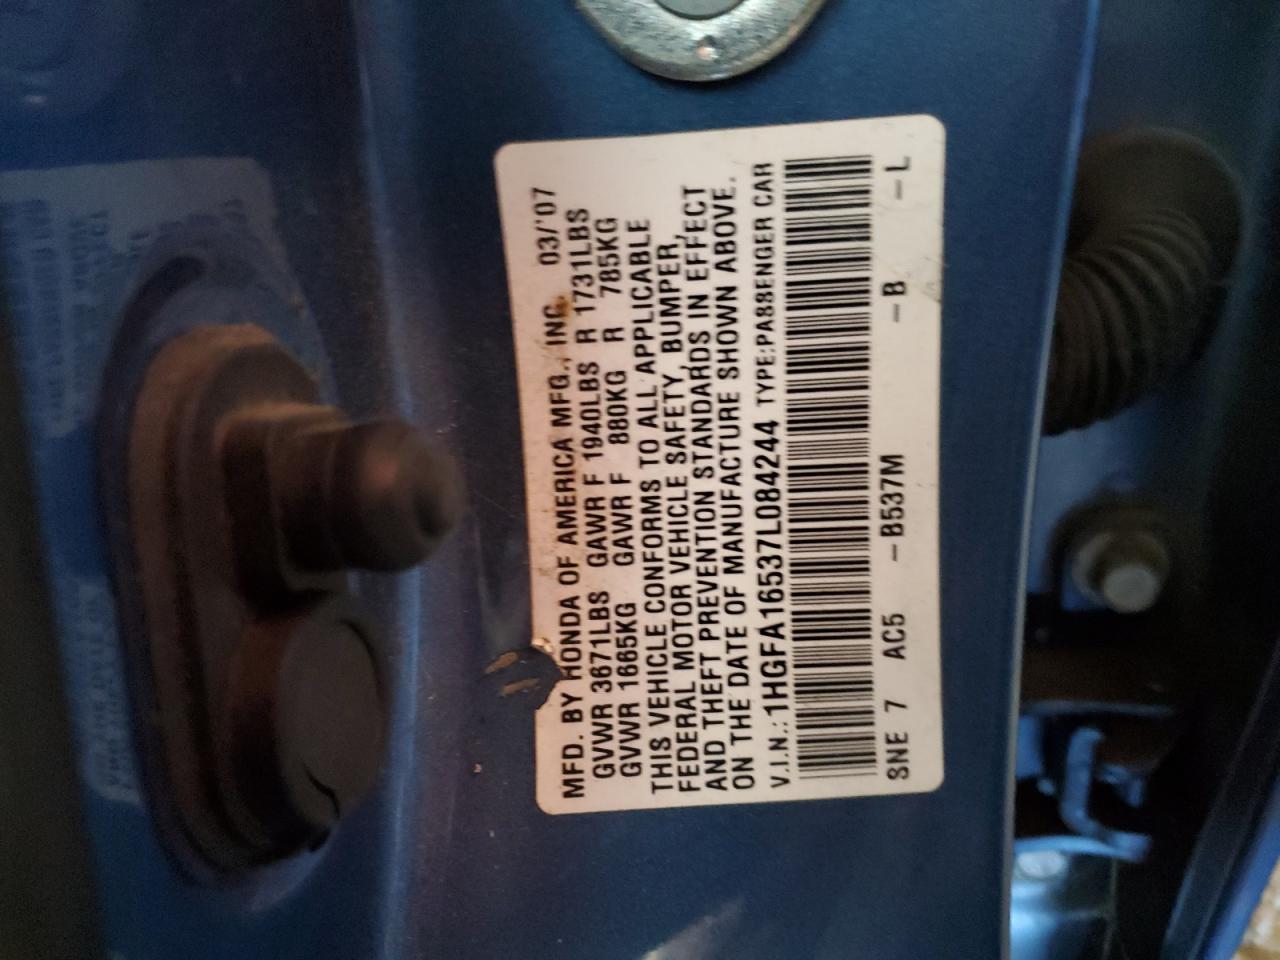 MFD. BY HONDA OF AMERICA MFG., INC. 03/'07
GVWR 3671LBS GAWR F 1940LBS R 1731LBS
GVWR 1665KG GAWR F 880KG R 785KG
THIS VEHICLE CONFORMS TO ALL APPLICABLE
FEDERAL MOTOR VEHICLE SAFETY, BUMPER,
AND THEFT PREVENTION STANDARDS IN EFFECT
ON THE DATE OF MANUFACTURE SHOWN ABOVE.
V.I.N.: 1HGFA16537L084244 TYPE:PASSENGER CAR
SNE 7 AC5 -B537M -B -L